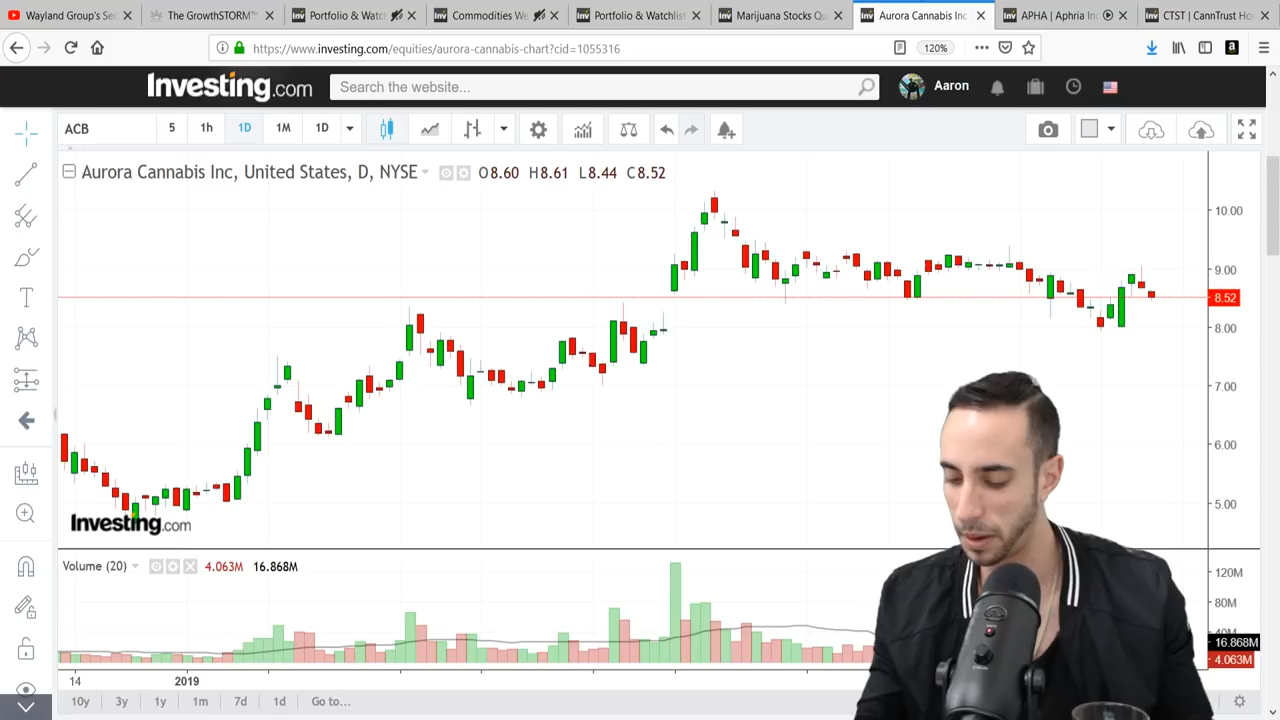 Wayland Group's Sec
The GrowthSTORM™
Portfolio & Watch
Commodities We
Portfolio & Watchlist
Marijuana Stocks Qu
Aurora Cannabis Inc
APHA | Aphria Inc
CTST | CannTrust Ho
https://www.investing.com/equities/aurora-cannabis-chart?cid=1055316
120%
Investing.com
Search the website...
Aaron
ACB
5
1h
1D
1M
1D
Aurora Cannabis Inc, United States, D, NYSE
O8.60 H8.61 L8.44 C8.52
10.00
9.00
8.52
8.00
7.00
6.00
5.00
Investing.com
Volume (20)
4.063M
16.868M
120M
80M
16.868M
4.063M
14
2019
10y
3y
1y
1m
7d
1d
Go to...